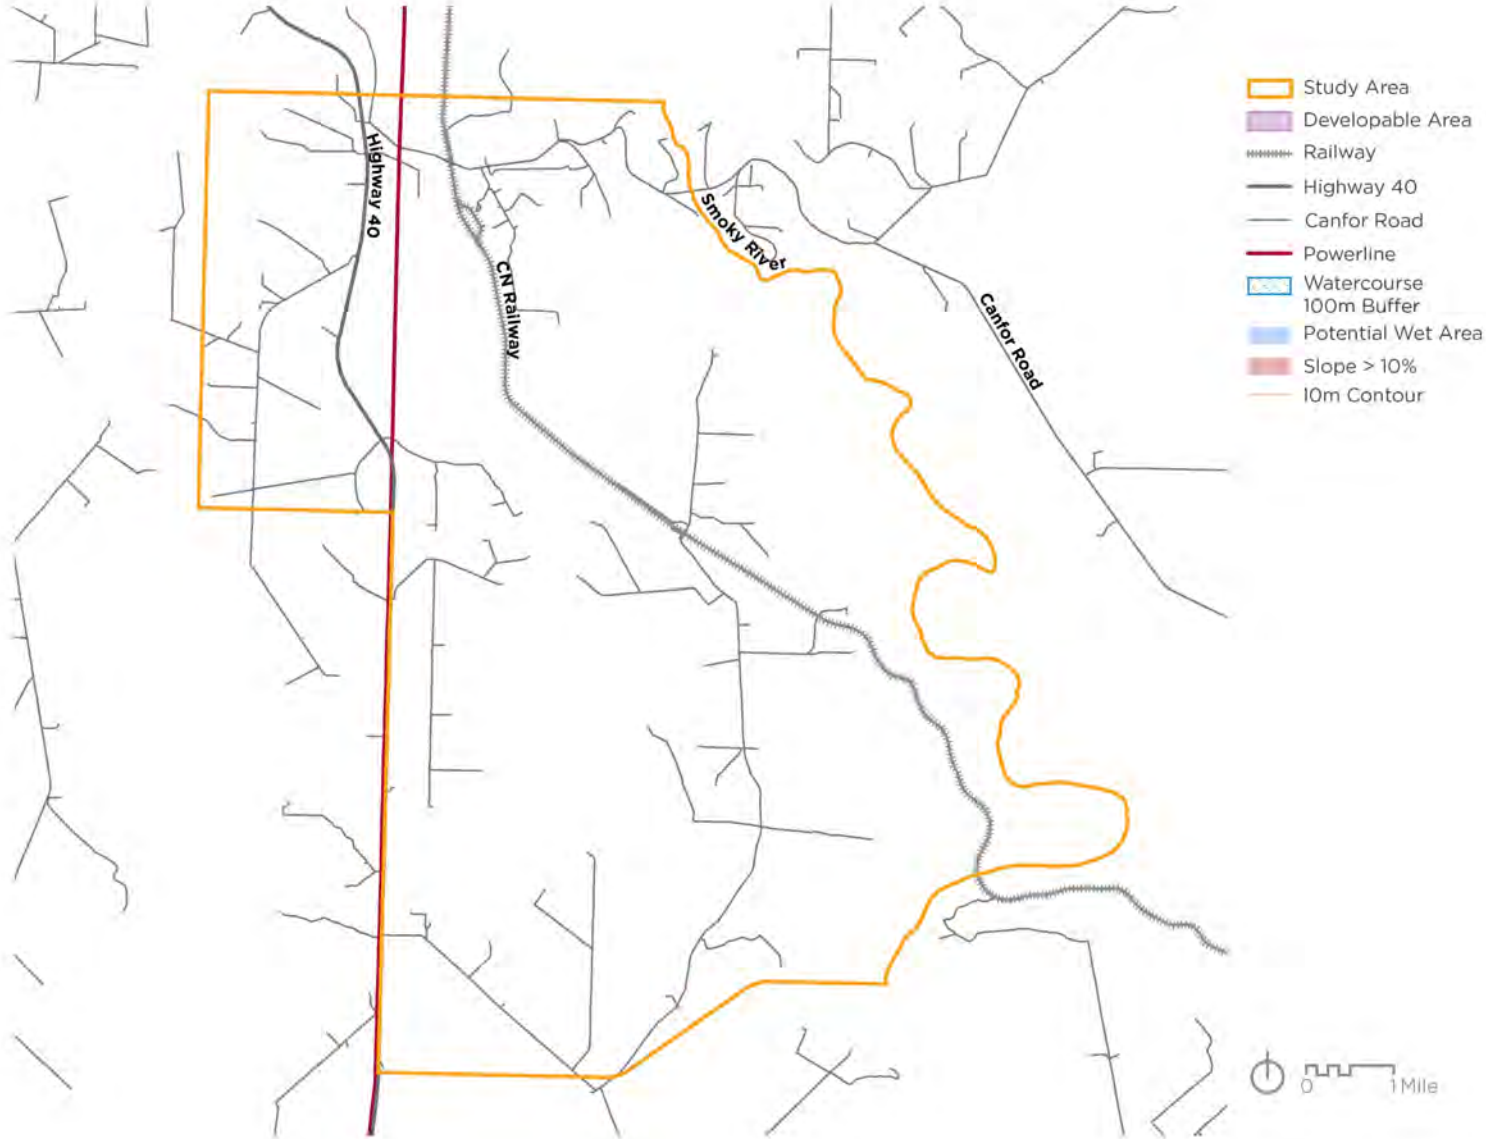 Highway 40
CN Railway
Smoky River
Canfor Road
Study Area
Developable Area
Railway
Highway 40
Canfor Road
Powerline
Watercourse
100m Buffer
Potential Wet Area
Slope > 10%
10m Contour
0 1 Mile